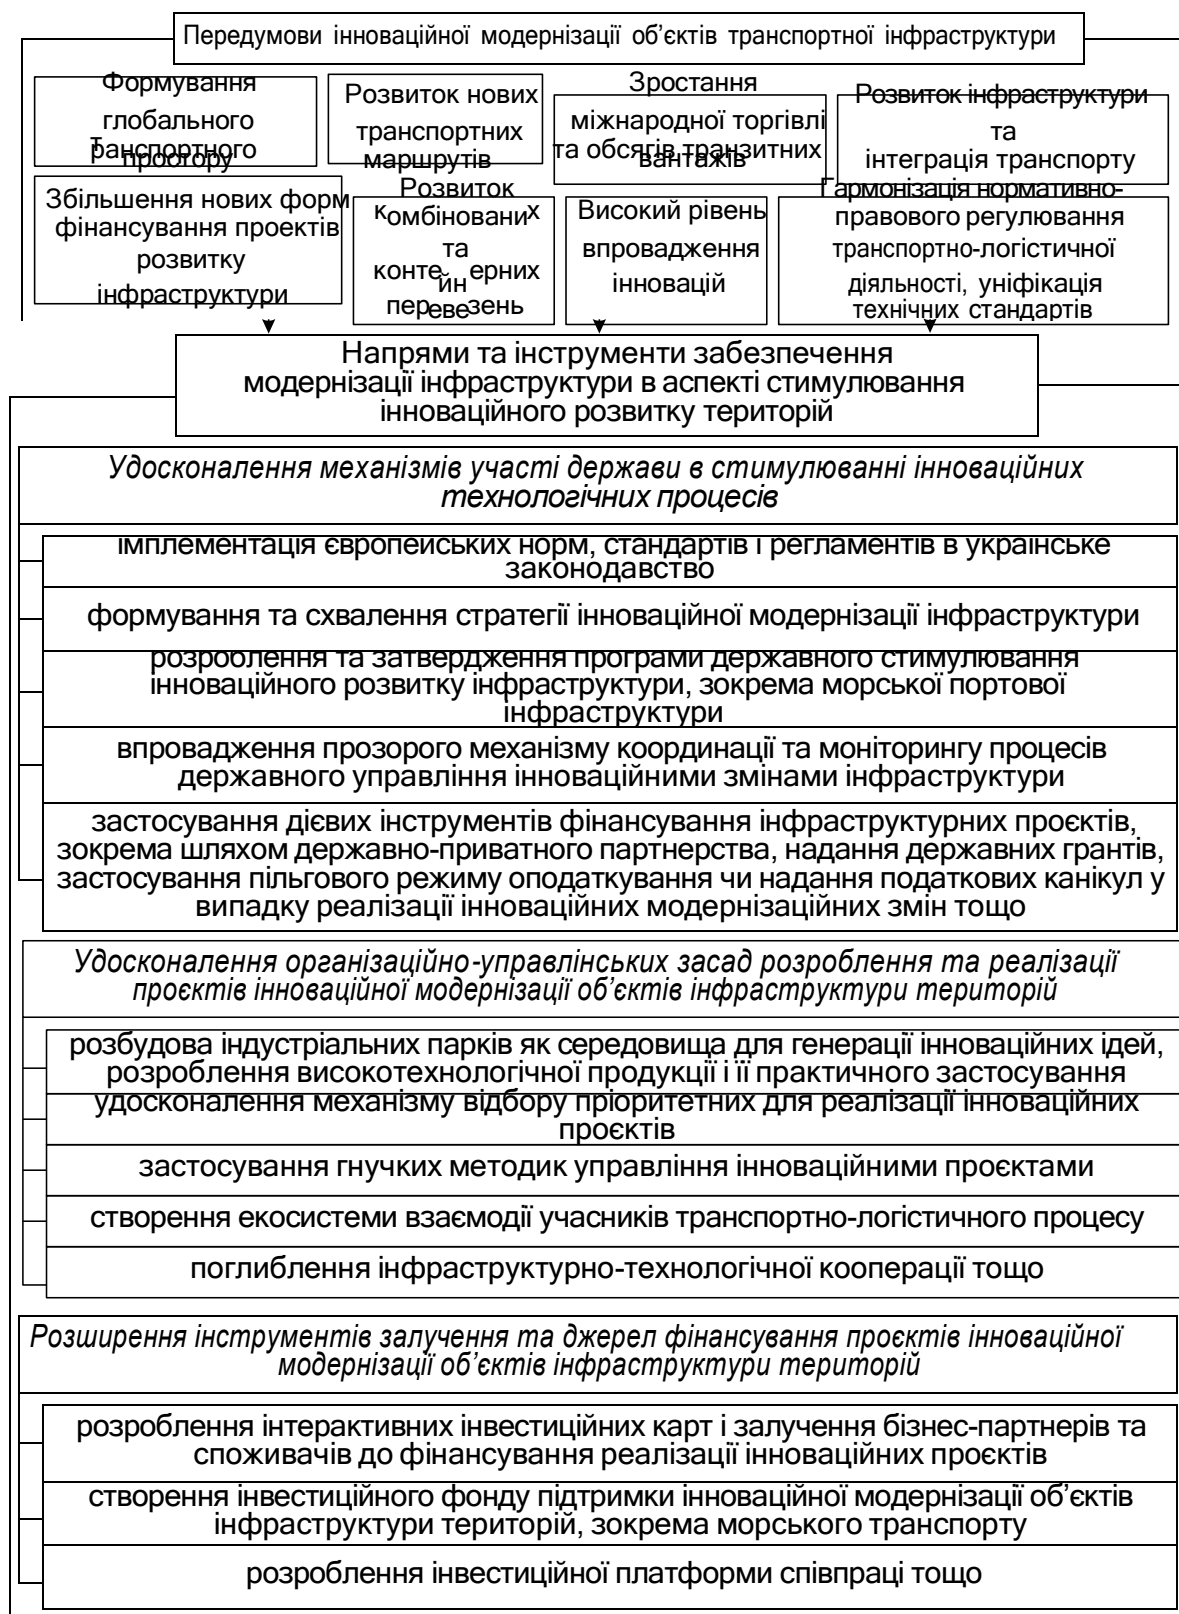 Передумови інноваційної модернізації об’єктів транспортної інфраструктури
Формування
глобального
транспортного
простору
Розвиток нових
транспортних
маршрутів
Зростання
міжнародної торгівлі
та обсягів транзитних
вантажів
Розвиток інфраструктури
та
інтеграція транспорту
Збільшення нових форм
фінансування проектів
розвитку
інфраструктури
Розвиток
комбінованих
та
контейнерних
перевезень
Високий рівень
впровадження
інновацій
Гармонізація нормативно-
правового регулювання
транспортно-логістичної
діяльності, уніфікація
технічних стандартів
Напрями та інструменти забезпечення
модернізації інфраструктури в аспекті стимулювання
інноваційного розвитку територій
Удосконалення механізмів участі держави в стимулюванні інноваційних
технологічних процесів
імплементація європейських норм, стандартів і регламентів в українське
законодавство
формування та схвалення стратегії інноваційної модернізації інфраструктури
розроблення та затвердження програми державного стимулювання
інноваційного розвитку інфраструктури, зокрема морської портової
інфраструктури
впровадження прозорого механізму координації та моніторингу процесів
державного управління інноваційними змінами інфраструктури
застосування дієвих інструментів фінансування інфраструктурних проєктів,
зокрема шляхом державно-приватного партнерства, надання державних грантів,
застосування пільгового режиму оподаткування чи надання податкових канікул у
випадку реалізації інноваційних модернізаційних змін тощо
Удосконалення організаційно-управлінських засад розроблення та реалізації
проєктів інноваційної модернізації об’єктів інфраструктури територій
розбудова індустріальних парків як середовища для генерації інноваційних ідей,
розроблення високотехнологічної продукції і її практичного застосування
удосконалення механізму відбору пріоритетних для реалізації інноваційних
проєктів
застосування гнучких методик управління інноваційними проєктами
створення екосистеми взаємодії учасників транспортно-логістичного процесу
поглиблення інфраструктурно-технологічної кооперації тощо
Розширення інструментів залучення та джерел фінансування проєктів інноваційної
модернізації об’єктів інфраструктури територій
розроблення інтерактивних інвестиційних карт і залучення бізнес-партнерів та
споживачів до фінансування реалізації інноваційних проєктів
створення інвестиційного фонду підтримки інноваційної модернізації об’єктів
інфраструктури територій, зокрема морського транспорту
розроблення інвестиційної платформи співпраці тощо